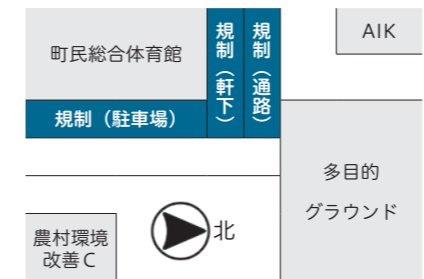 町民総合体育館
規制（軒下）
規制（通路）
AIK
規制（駐車場）
多目的
グラウンド
農村環境
改善C
北